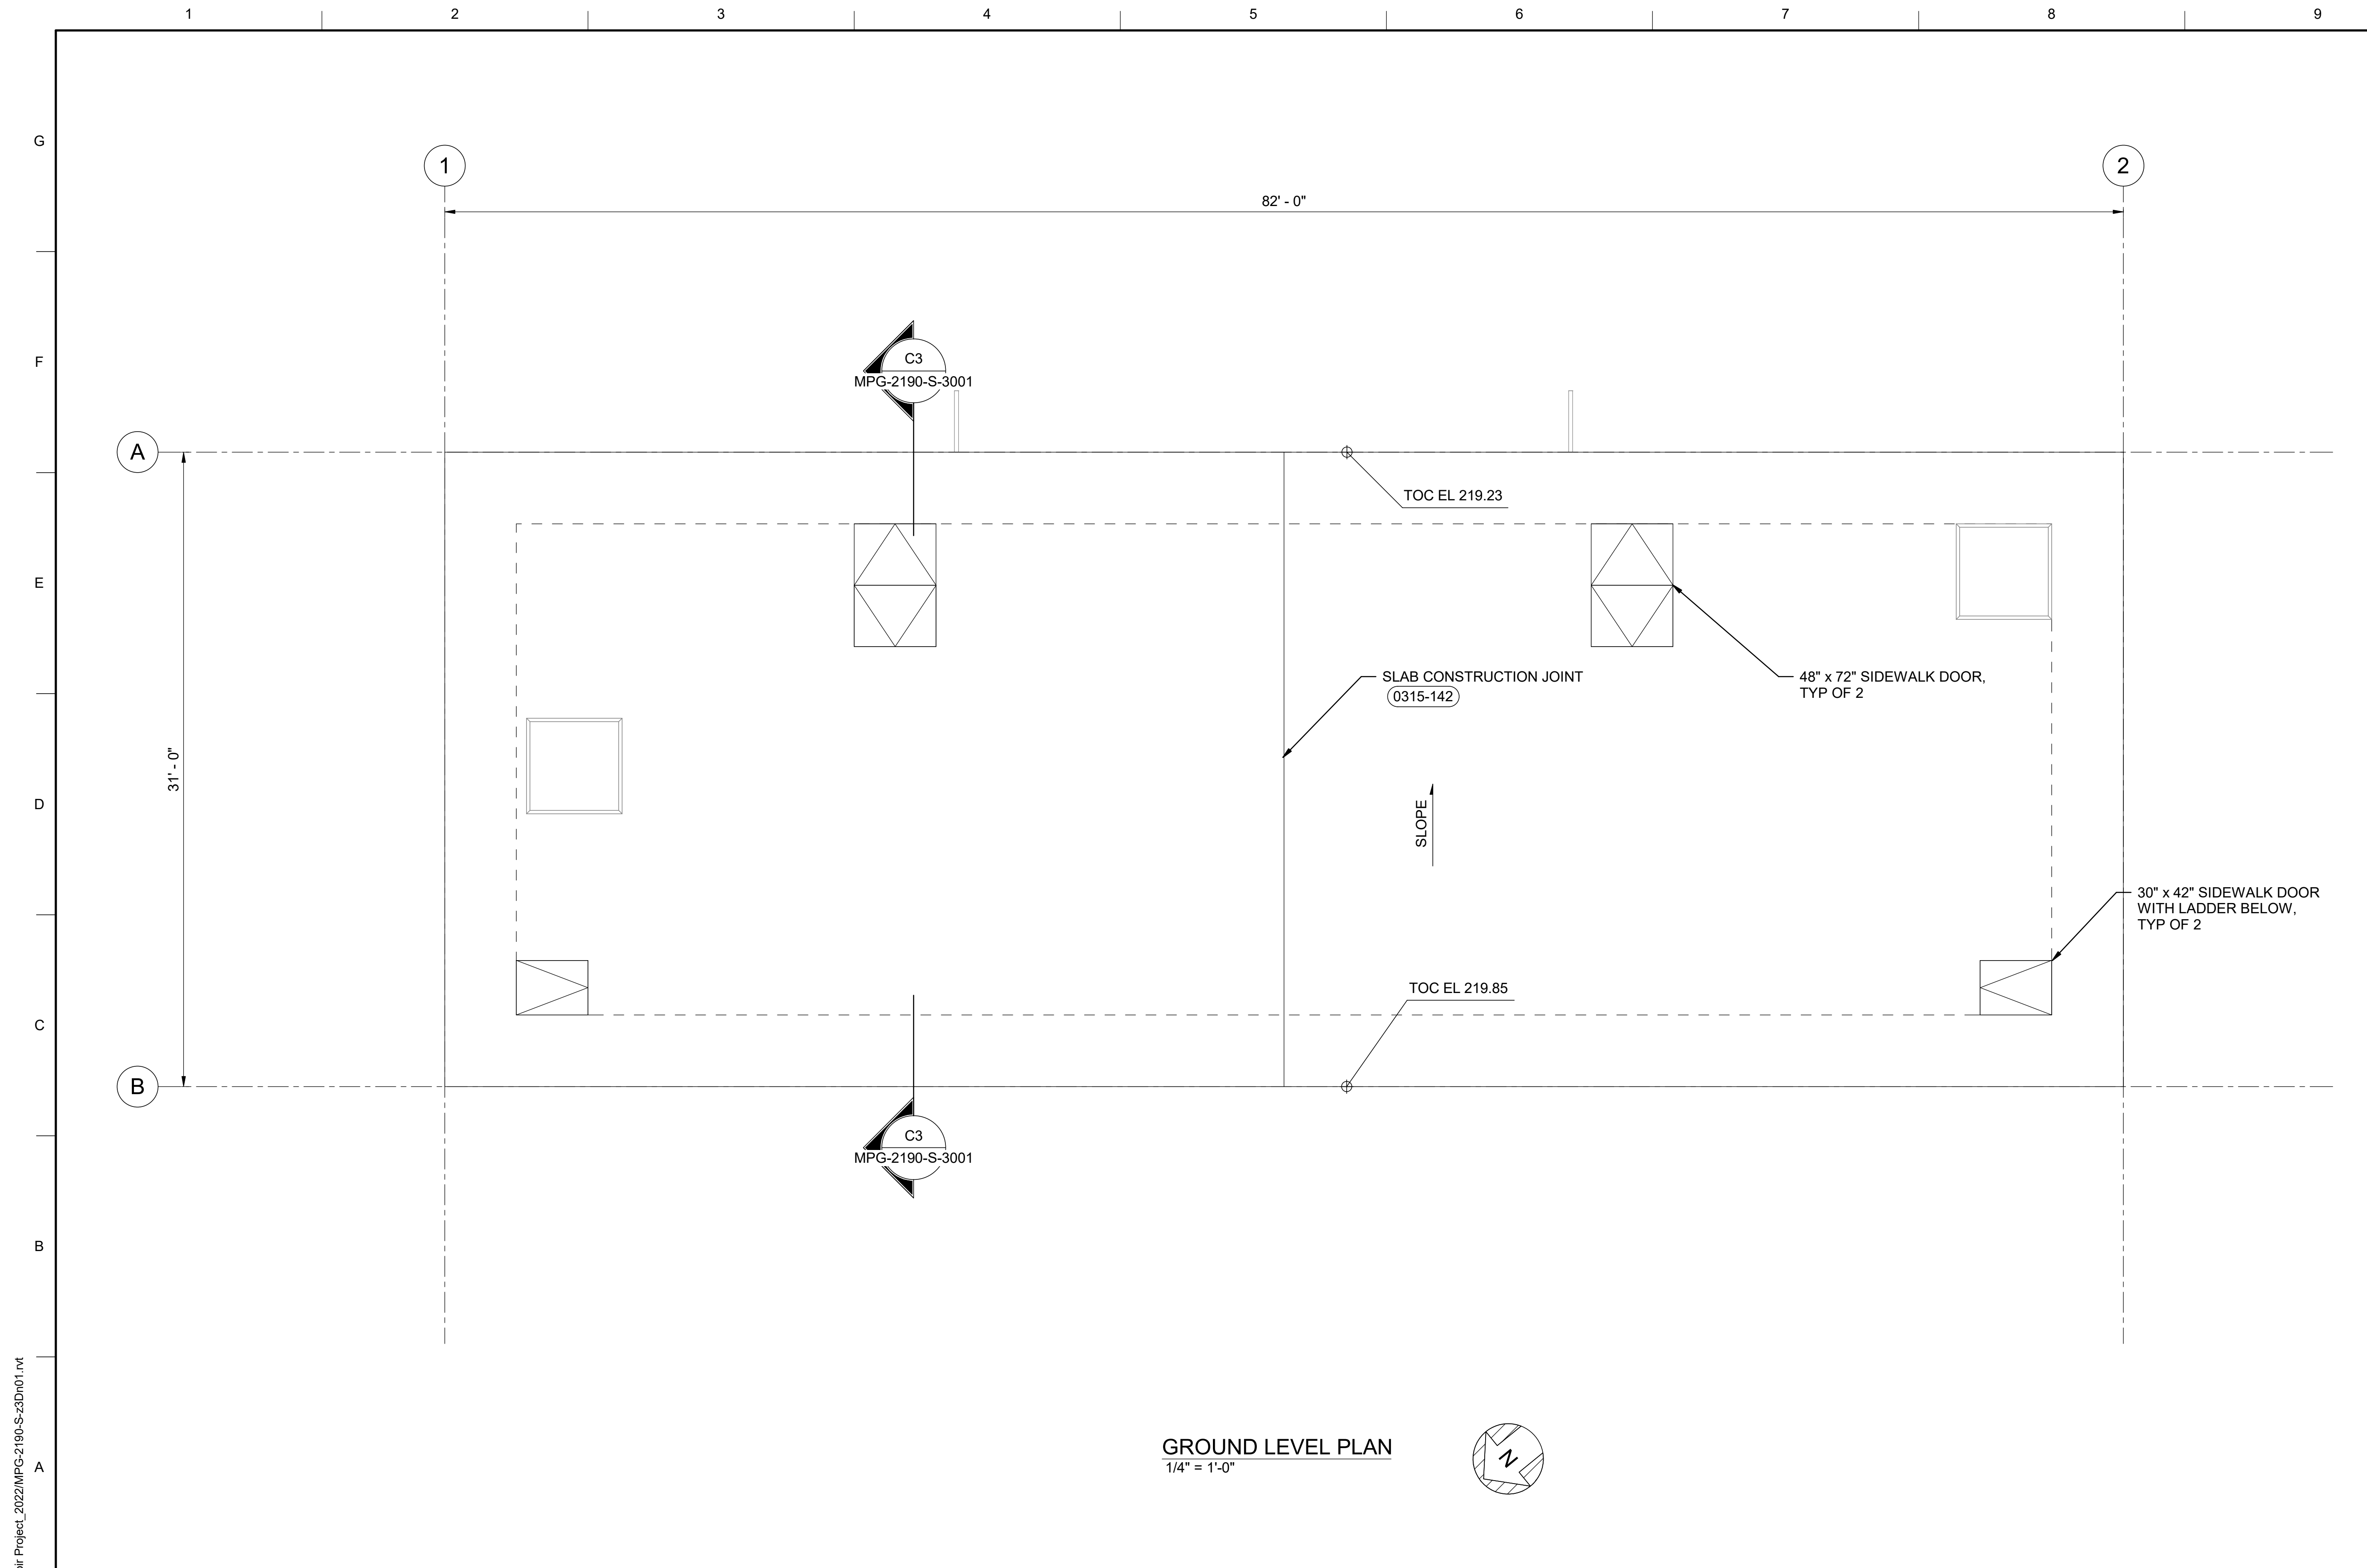 1 2 3 4 5 6 7 8 9
G
1 2
82' - 0"
F
C3
MPG-2190-S-3001
A
TOC EL 219.23
E
SLAB CONSTRUCTION JOINT
0315-142
48" x 72" SIDEWALK DOOR,
TYP OF 2
31' - 0"
D
SLOPE
30" x 42" SIDEWALK DOOR
WITH LADDER BELOW,
TYP OF 2
TOC EL 219.85
C
B
C3
MPG-2190-S-3001
B
GROUND LEVEL PLAN
1/4" = 1'-0"
N
A
Project_2022/MPG-2190-S-z3Dn01.rvt